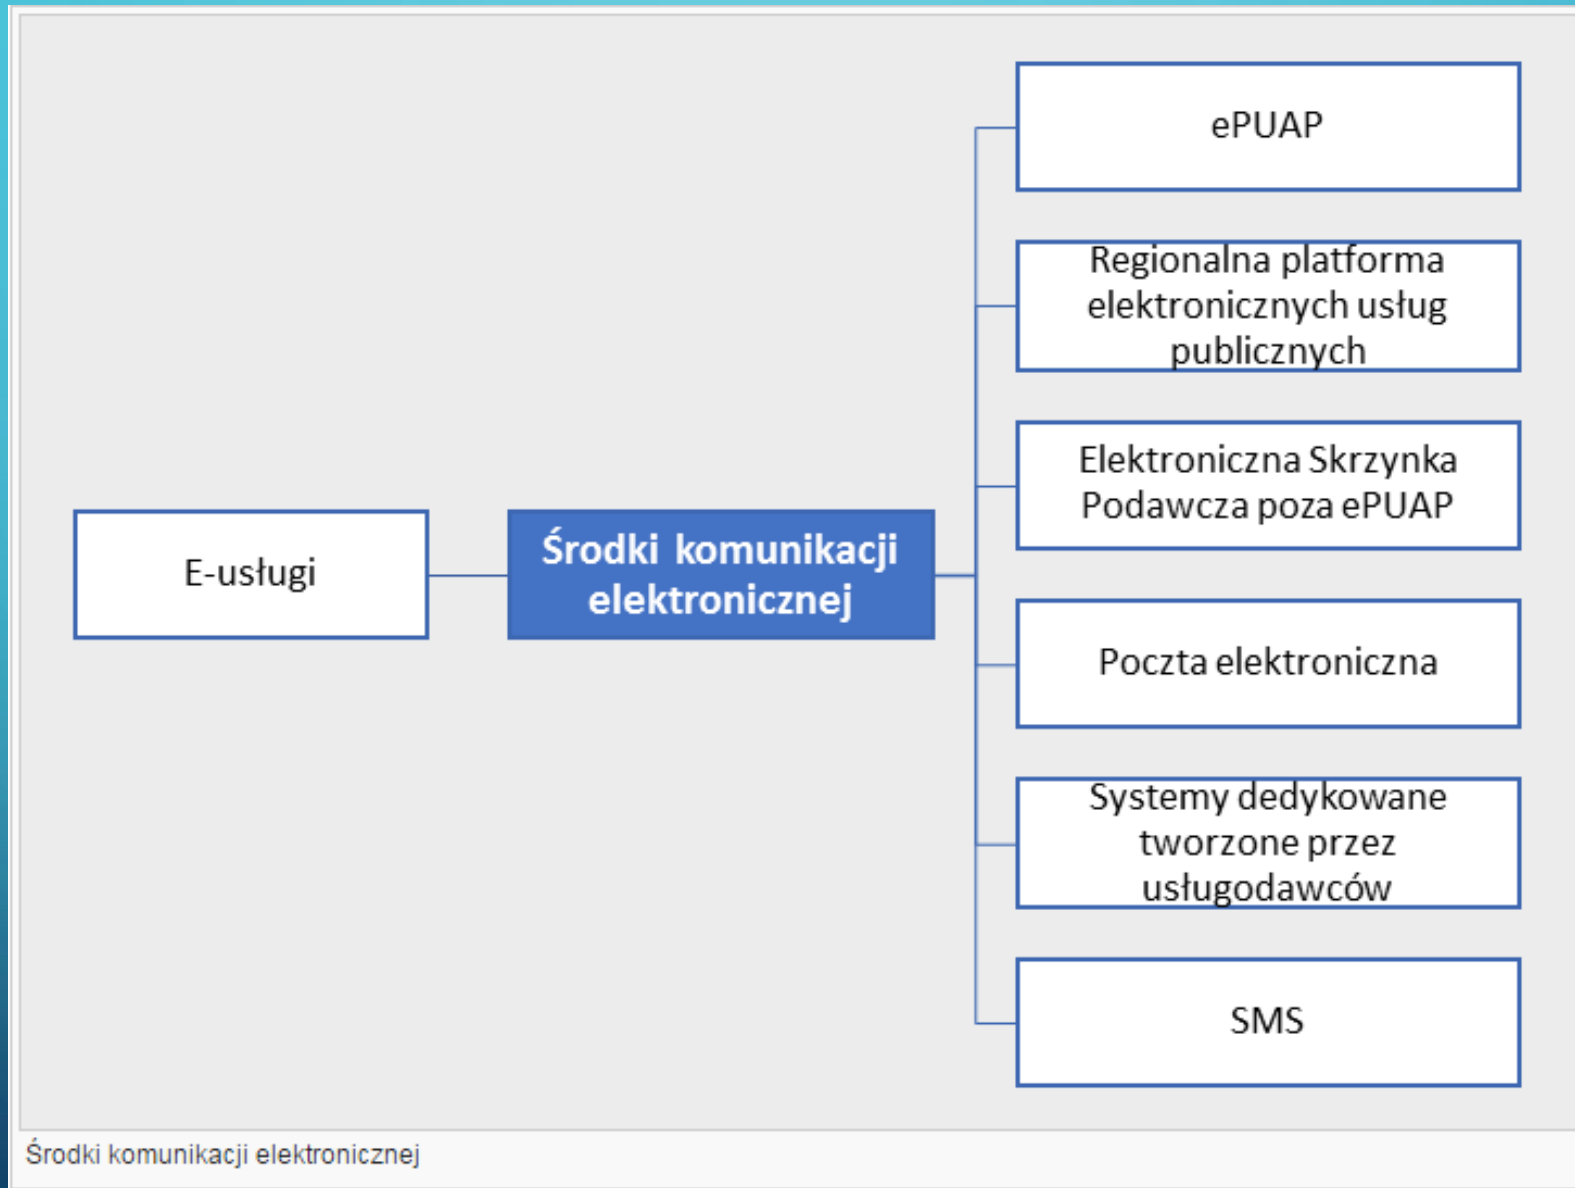 E-usługi
Środki komunikacji
elektronicznej
ePUAP
Regionalna platforma
elektronicznych usług
publicznych
Elektroniczna Skrzynka
Podawcza poza ePUAP
Poczta elektroniczna
Systemy dedykowane
tworzone przez
usługodawców
SMS
Środki komunikacji elektronicznej